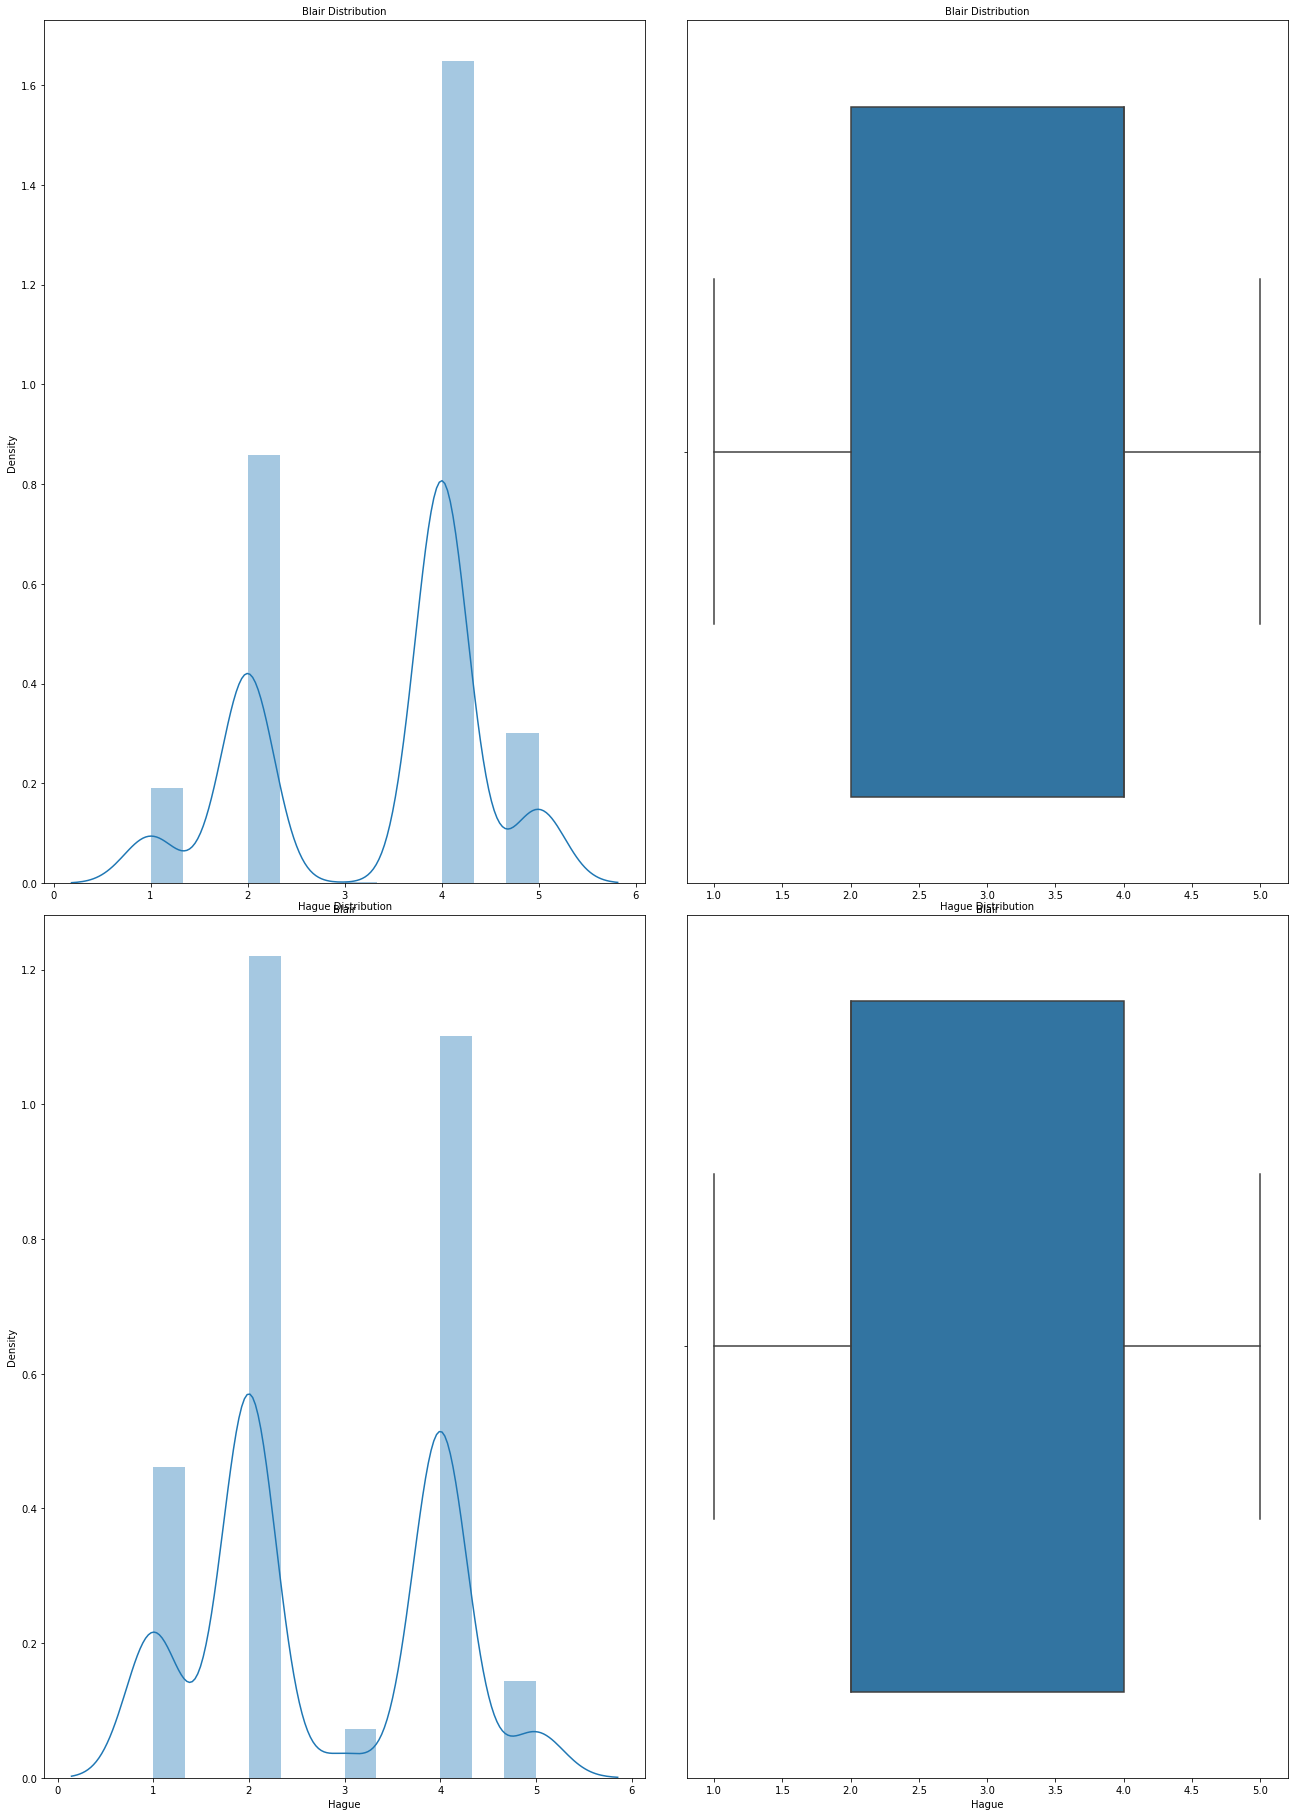 Blair Distribution
Blair Distribution
1.6
1.4
1.2
1.0
0.8
0.6
0.4
0.2
0.0
Density
0 1 2 3 4 5 6
Blair
1.0 1.5 2.0 2.5 3.0 3.5 4.0 4.5 5.0
Blair
Hague Distribution
Hague Distribution
1.2
1.0
0.8
0.6
0.4
0.2
0.0
Density
0 1 2 3 4 5 6
Hague
1.0 1.5 2.0 2.5 3.0 3.5 4.0 4.5 5.0
Hague